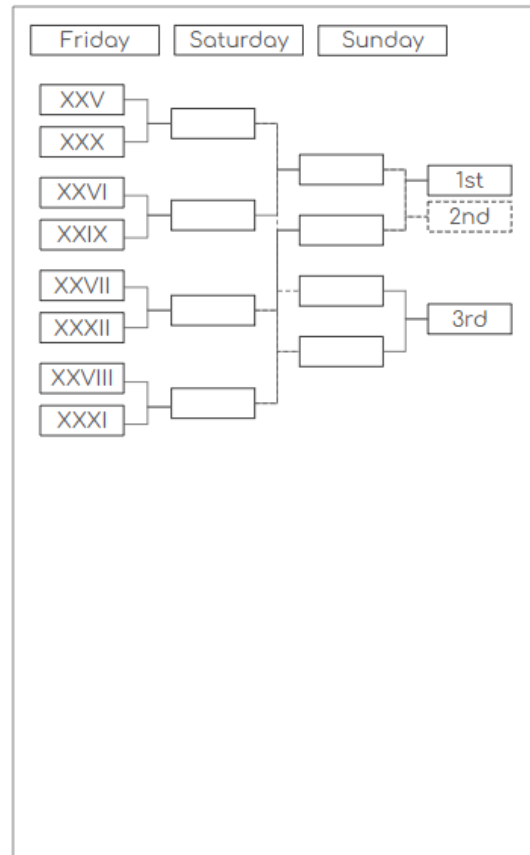 Friday Saturday Sunday
XXV
XXX
1st
XXVI
2nd
XXIX
XXVII
XXXII
3rd
XXVIII
XXXI